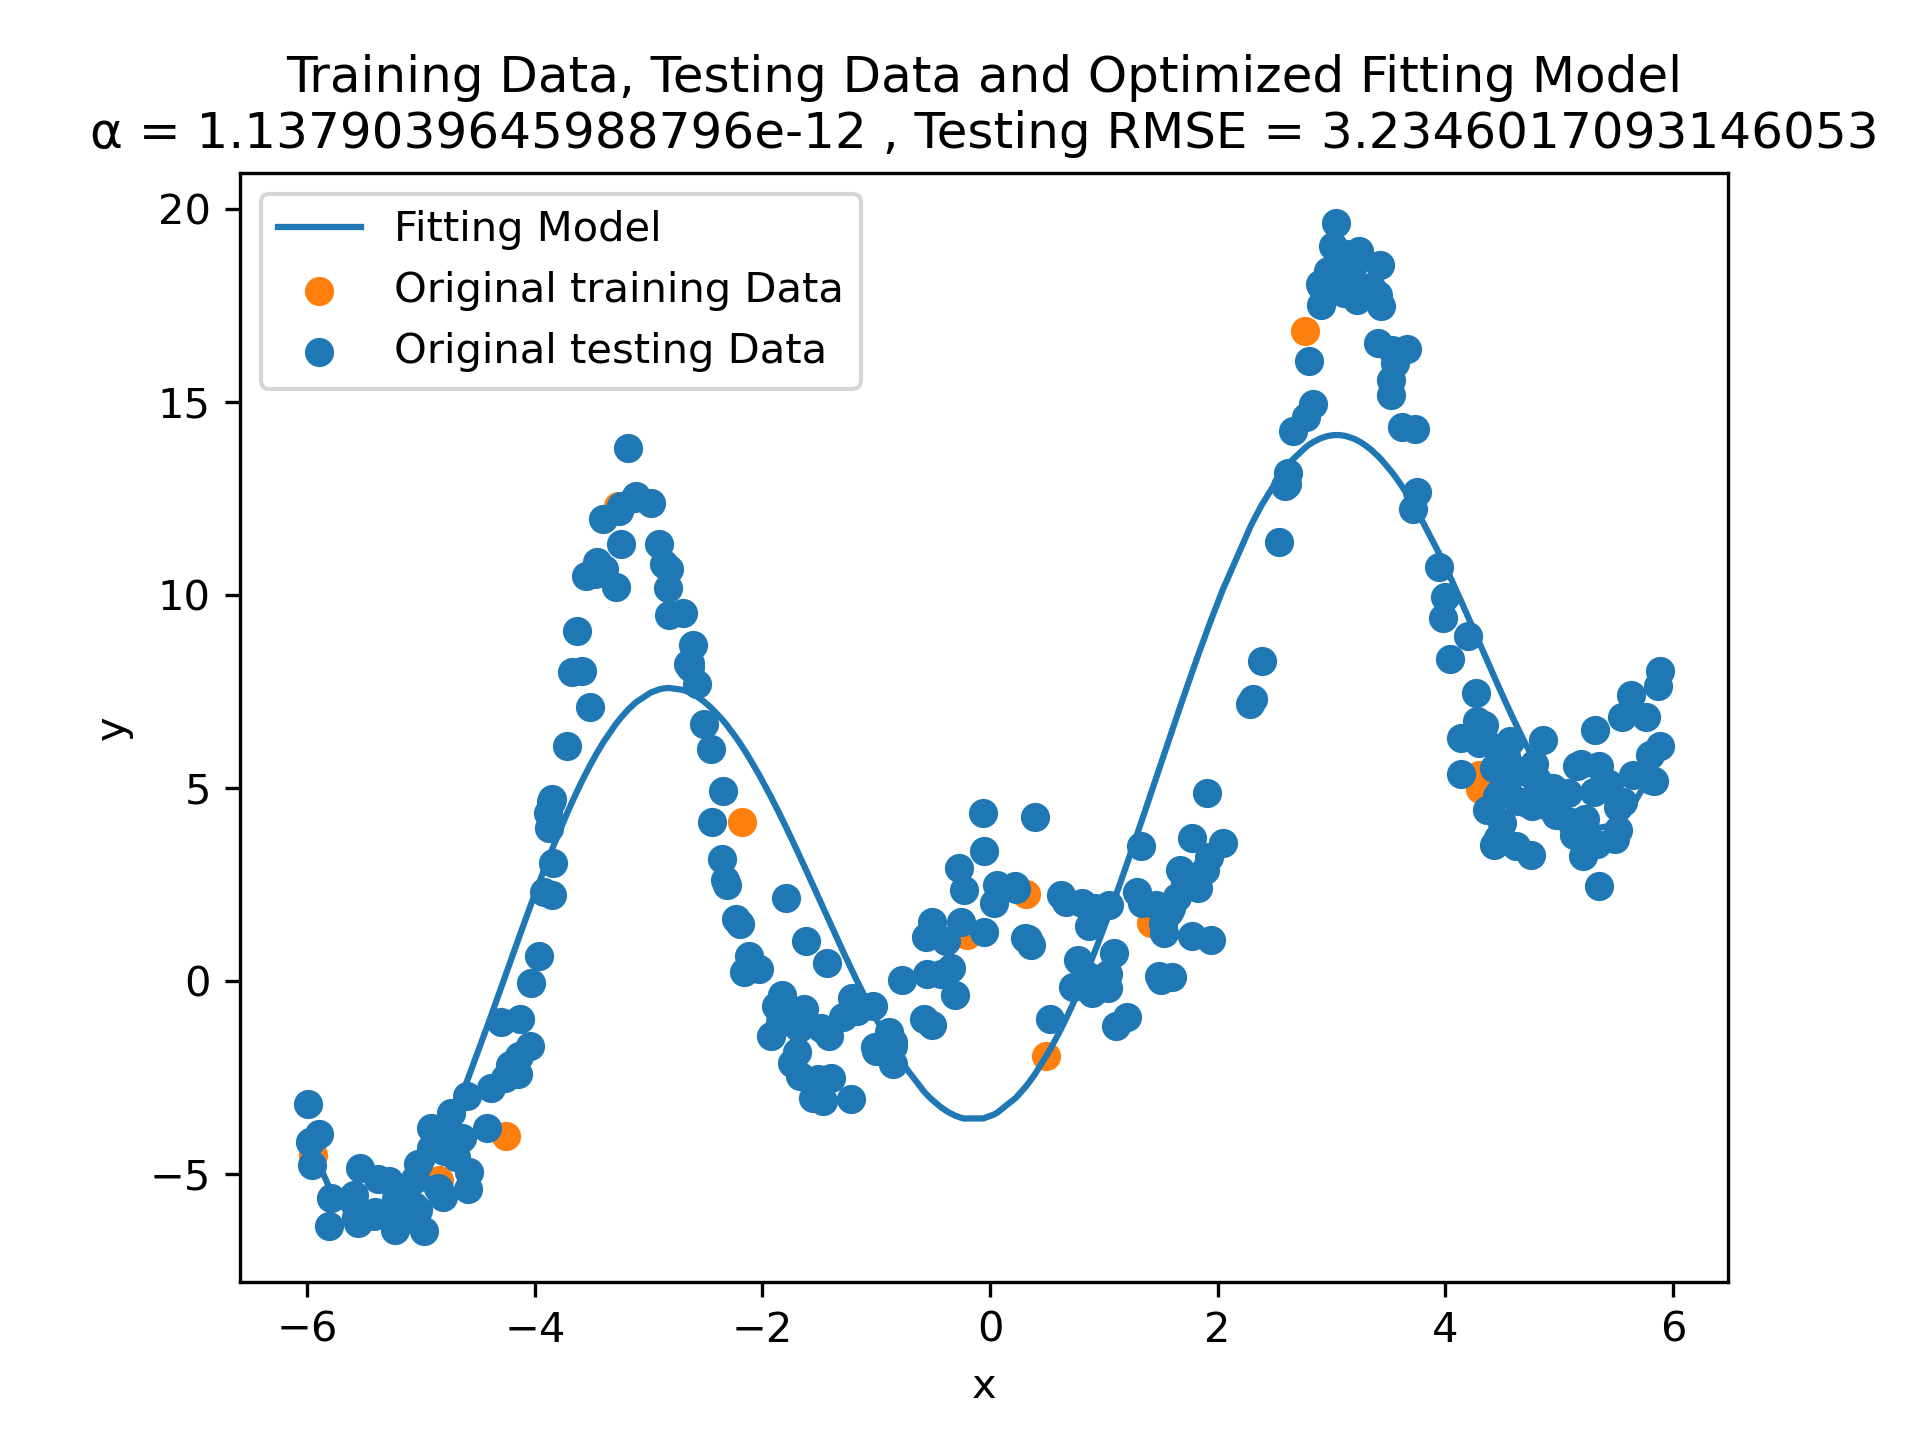 Training Data, Testing Data and Optimized Fitting Model
α = 1.1379039645988796e-12 , Testing RMSE = 3.2346017093146053
Fitting Model
Original training Data
Original testing Data
20
15
10
5
0
−5
y
−6 −4 −2 0 2 4 6
x